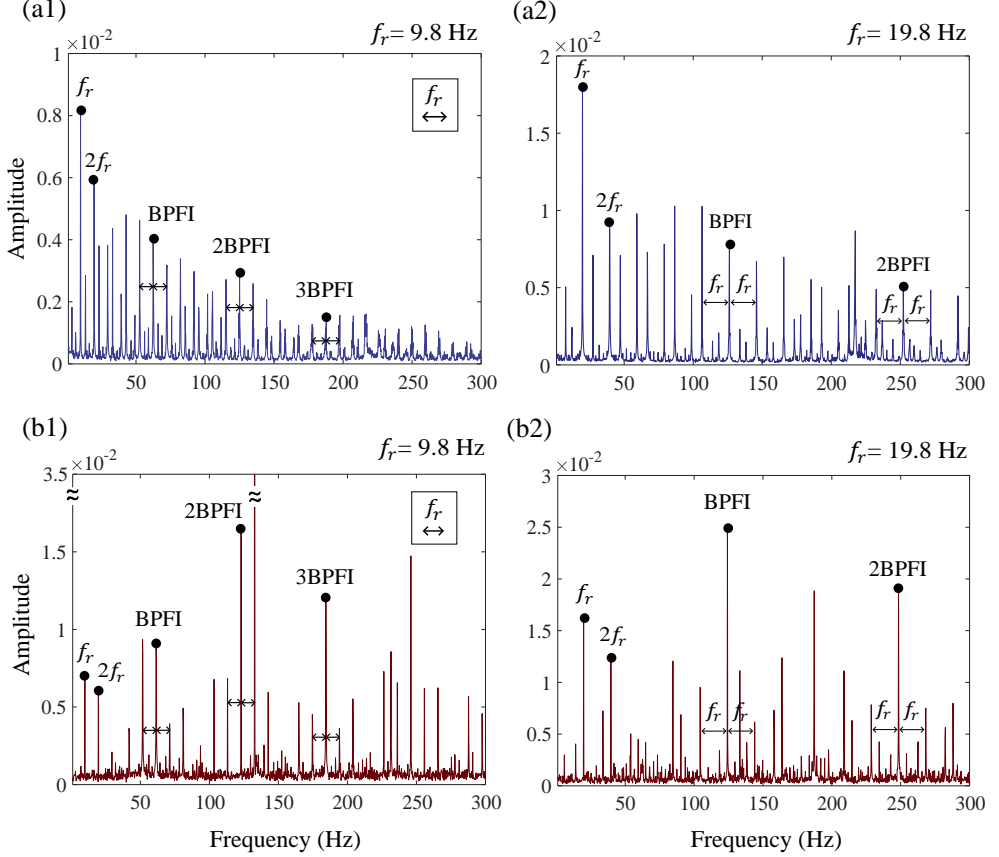 (a1)
f_r = 9.8 Hz
×10⁻²
1
0.8
0.6
0.4
0.2
0
Amplitude
f_r
2f_r
BPFI
2BPFI
3BPFI
f_r
50 100 150 200 250 300
(a2)
f_r = 19.8 Hz
×10⁻²
2
1.5
1
0.5
0
f_r
2f_r
BPFI
2BPFI
f_r f_r
f_r f_r
50 100 150 200 250 300
(b1)
f_r = 9.8 Hz
×10⁻²
3.5
≈ ≈
1.5
1
0.5
0
Amplitude
f_r
2f_r
BPFI
2BPFI
3BPFI
f_r
50 100 150 200 250 300
Frequency (Hz)
(b2)
f_r = 19.8 Hz
×10⁻²
3
2.5
2
1.5
1
0.5
0
f_r
2f_r
BPFI
2BPFI
f_r f_r
f_r f_r
50 100 150 200 250 300
Frequency (Hz)